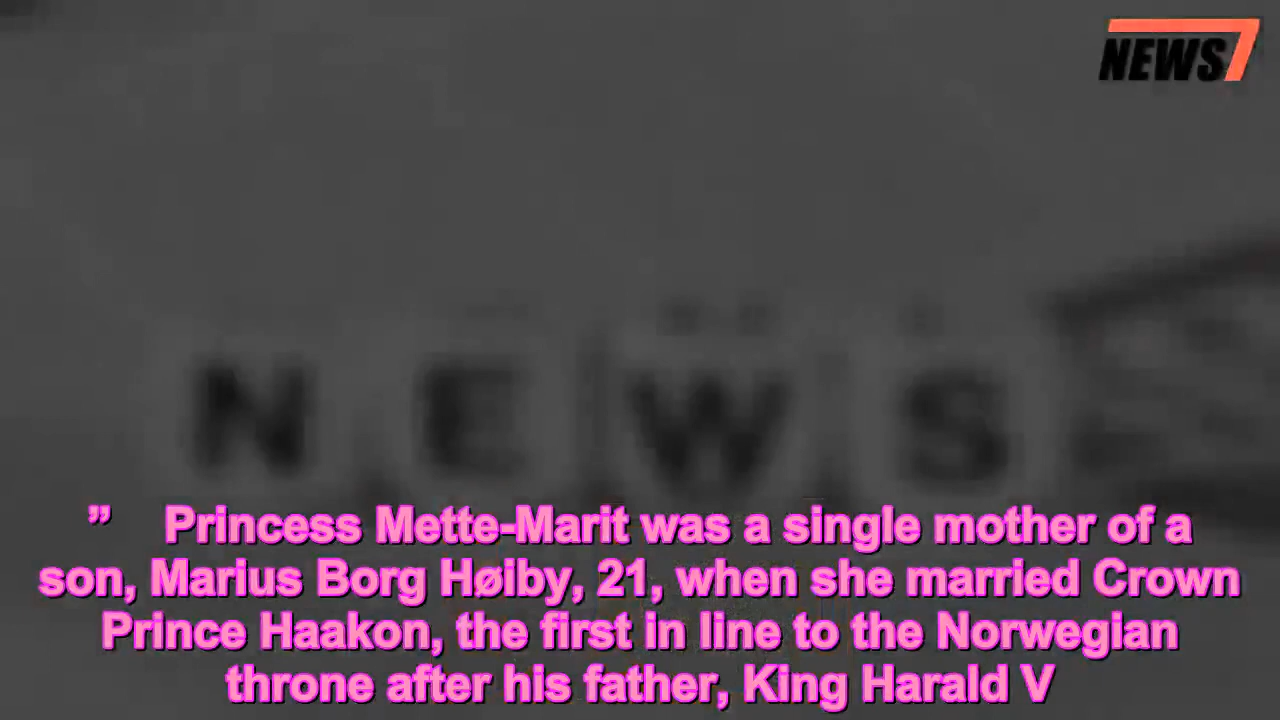 NEWS7
NEWS
” Princess Mette-Marit was a single mother of a
son, Marius Borg Høiby, 21, when she married Crown
Prince Haakon, the first in line to the Norwegian
throne after his father, King Harald V